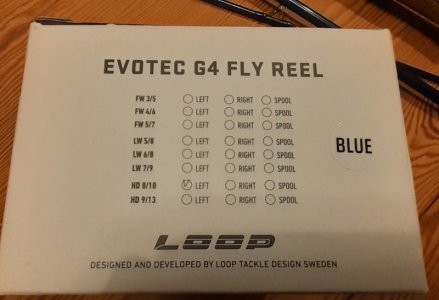 EVOTEC G4 FLY REEL
FW 3/5 LEFT RIGHT SPOOL
FW 4/6 LEFT RIGHT SPOOL
FW 5/7 LEFT RIGHT SPOOL
LW 5/8 LEFT RIGHT SPOOL
LW 6/8 LEFT RIGHT SPOOL
LW 7/9 LEFT RIGHT SPOOL
HD 8/10 LEFT RIGHT SPOOL
HD 9/13 LEFT RIGHT SPOOL
BLUE
LOOP
DESIGNED AND DEVELOPED BY LOOP TACKLE DESIGN SWEDEN